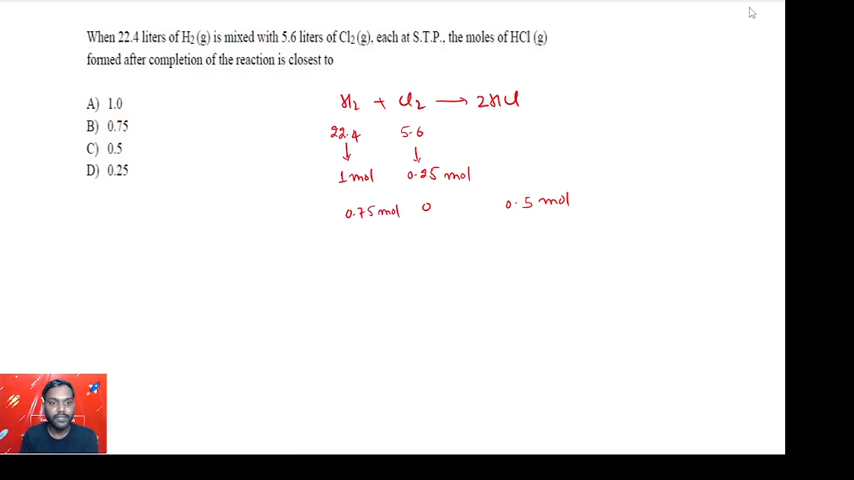 When 22.4 liters of H₂(g) is mixed with 5.6 liters of Cl₂(g), each at S.T.P., the moles of HCl (g)
formed after completion of the reaction is closest to
A) 1.0
B) 0.75
C) 0.5
D) 0.25
H₂ + Cl₂ ⟶ 2HCl
22.4 5.6
↓ ↓
1 mol 0.25 mol
0.75 mol 0 0.5 mol